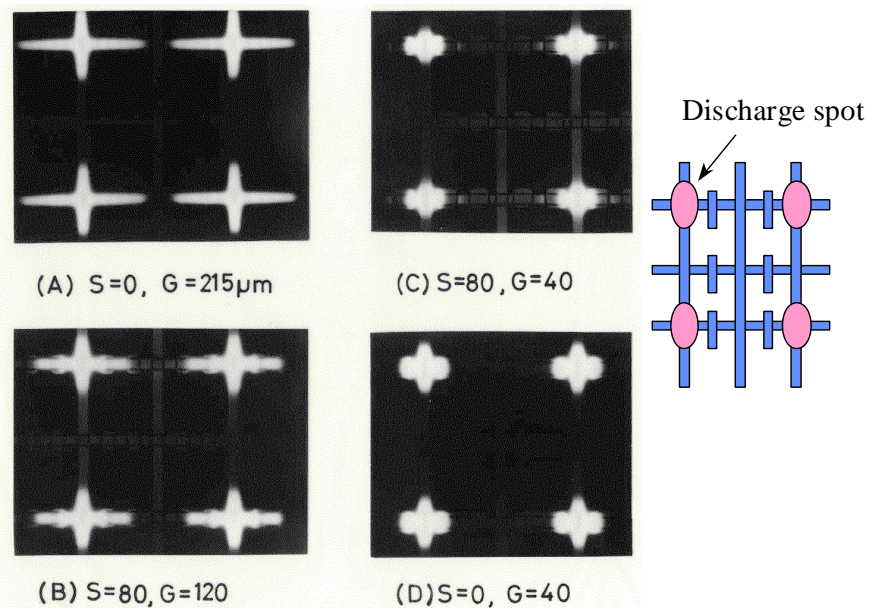 Discharge spot
(A) S=0, G=215μm
(C) S=80, G=40
(B) S=80, G=120
(D) S=0, G=40